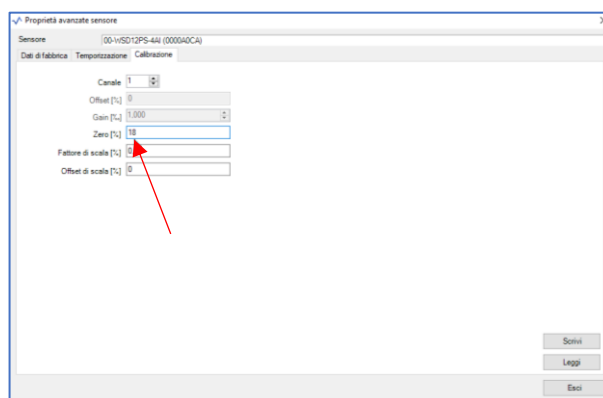 Proprietà avanzate sensore
Sensore 00-WSD12PS-4AI (0000A0CA)
Dati di fabbrica Temporizzazione Calibrazione
Canale 1
Offset [%] 0
Gain [%] 1.000
Zero [%] 18
Fattore di scala [%] 0
Offset di scala [%] 0
Scrivi
Leggi
Esci